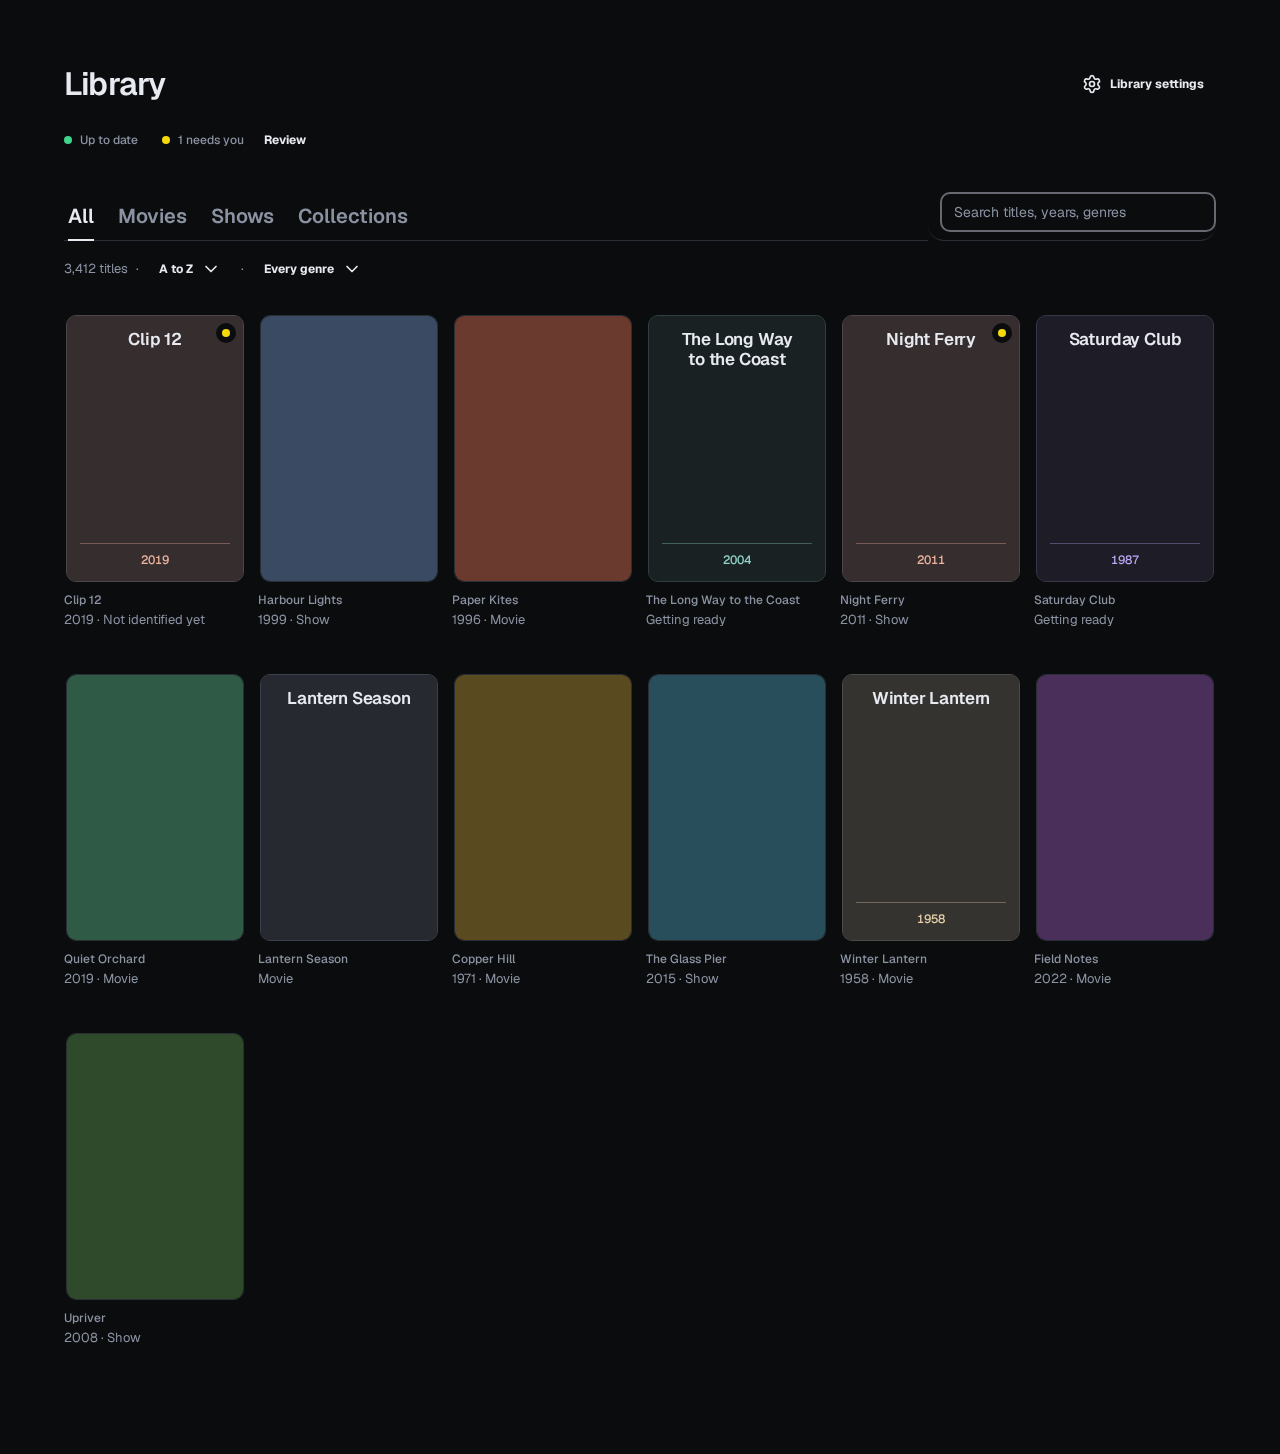 Library
Library settings
Up to date
1 needs you
Review
All
Movies
Shows
Collections
Search titles, years, genres
3,412 titles ·
A to Z
·
Every genre
Clip 12
2019
Clip 12
2019 · Not identified yet
Harbour Lights
1999 · Show
Paper Kites
1996 · Movie
The Long Way
to the Coast
2004
The Long Way to the Coast
Getting ready
Night Ferry
2011
Night Ferry
2011 · Show
Saturday Club
1987
Saturday Club
Getting ready
Quiet Orchard
2019 · Movie
Lantern Season
Lantern Season
Movie
Copper Hill
1971 · Movie
The Glass Pier
2015 · Show
Winter Lantern
1958
Winter Lantern
1958 · Movie
Field Notes
2022 · Movie
Upriver
2008 · Show